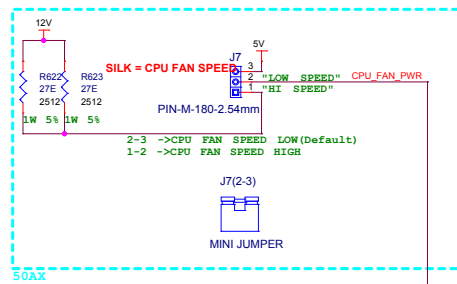 12V
5V
J7
SILK = CPU FAN SPEED
R622
27E
2512
1W 5%
R623
27E
2512
1W 5%
3
2
1
"LOW SPEED"
"HI SPEED"
CPU_FAN_PWR
PIN-M-180-2.54mm
2-3 ->CPU FAN SPEED LOW(Default)
1-2 ->CPU FAN SPEED HIGH
J7(2-3)
MINI JUMPER
50AX